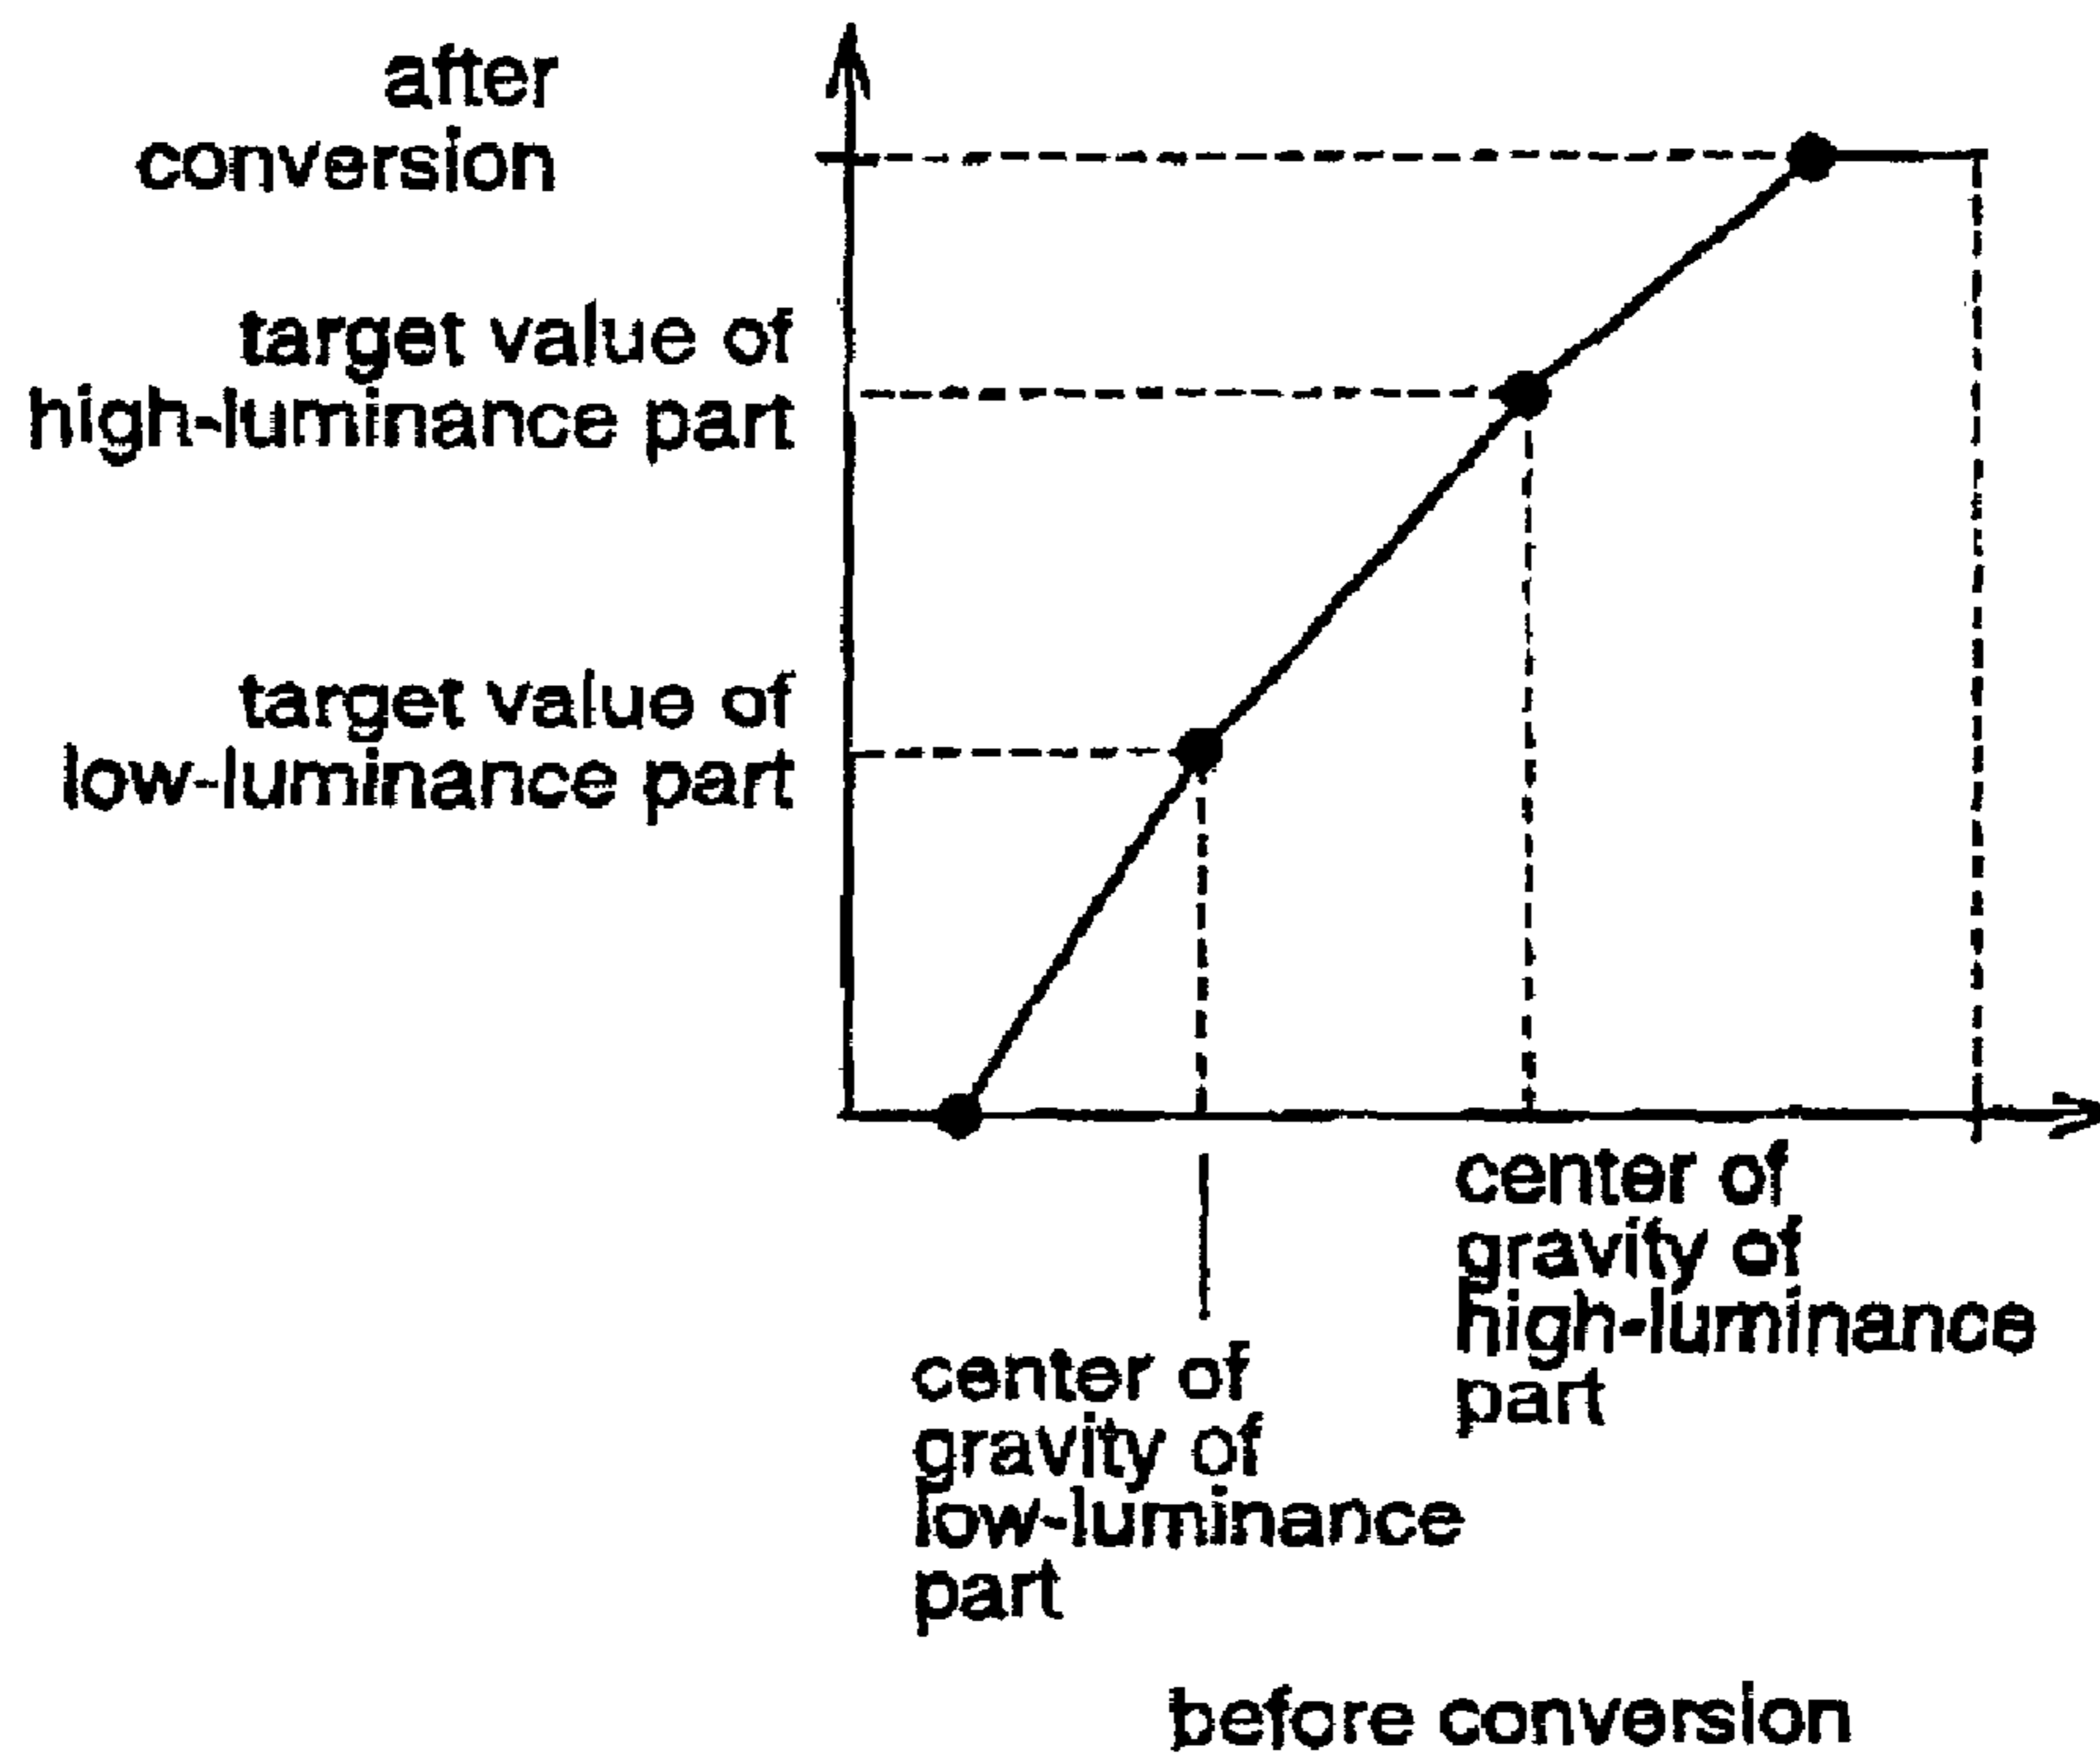 after
conversion
target value of
high-luminance part
target value of
low-luminance part
center of
gravity of
high-luminance
part
center of
gravity of
low-luminance
part
before conversion